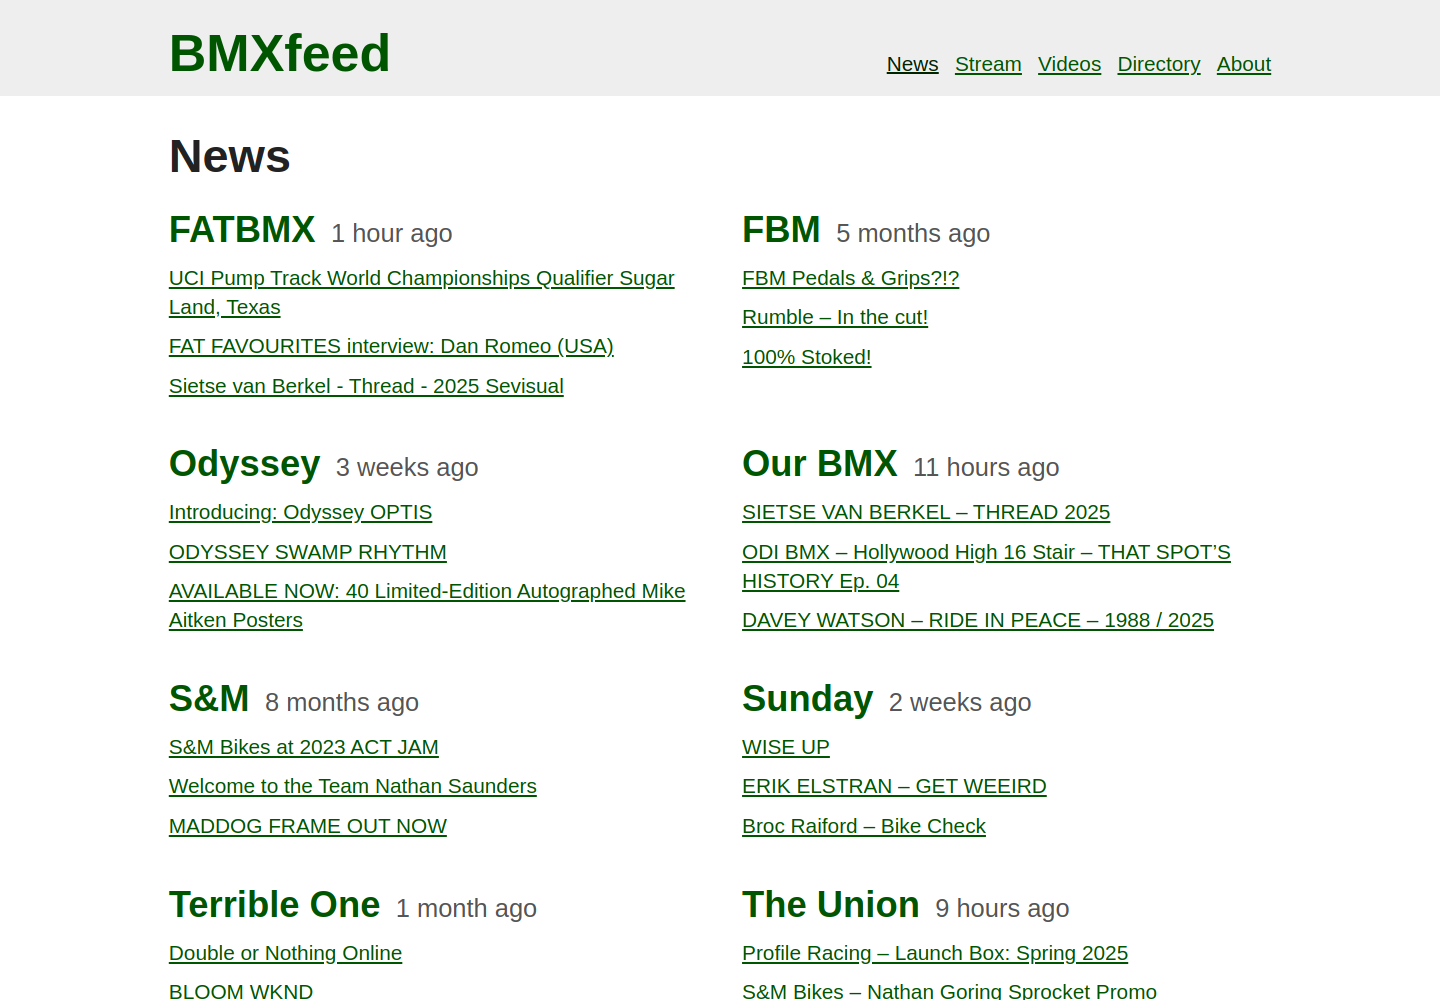 BMXfeed
News Stream Videos Directory About
News
FATBMX 1 hour ago
UCI Pump Track World Championships Qualifier Sugar
Land, Texas
FAT FAVOURITES interview: Dan Romeo (USA)
Sietse van Berkel - Thread - 2025 Sevisual
FBM 5 months ago
FBM Pedals & Grips?!?
Rumble – In the cut!
100% Stoked!
Odyssey 3 weeks ago
Introducing: Odyssey OPTIS
ODYSSEY SWAMP RHYTHM
AVAILABLE NOW: 40 Limited-Edition Autographed Mike
Aitken Posters
Our BMX 11 hours ago
SIETSE VAN BERKEL – THREAD 2025
ODI BMX – Hollywood High 16 Stair – THAT SPOT’S
HISTORY Ep. 04
DAVEY WATSON – RIDE IN PEACE – 1988 / 2025
S&M 8 months ago
S&M Bikes at 2023 ACT JAM
Welcome to the Team Nathan Saunders
MADDOG FRAME OUT NOW
Sunday 2 weeks ago
WISE UP
ERIK ELSTRAN – GET WEEIRD
Broc Raiford – Bike Check
Terrible One 1 month ago
Double or Nothing Online
BLOOM WKND
The Union 9 hours ago
Profile Racing – Launch Box: Spring 2025
S&M Bikes – Nathan Goring Sprocket Promo